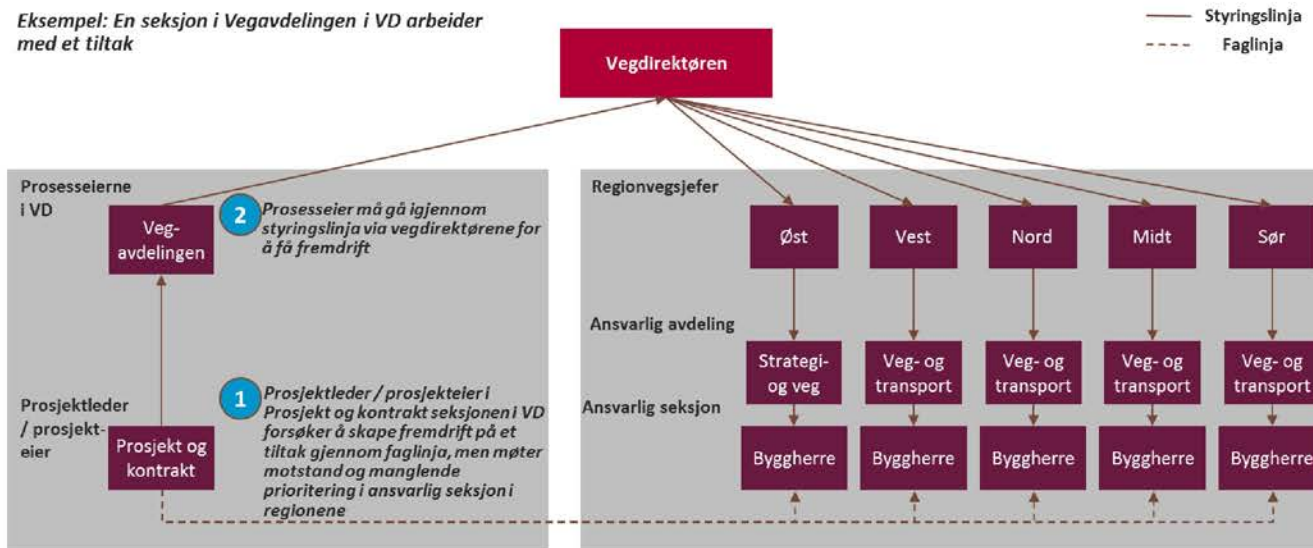 Eksempel: En seksjon i Vegavdelingen i VD arbeider
med et tiltak
Styringslinja
Faglinja
Vegdirektøren
Prosesseierne
i VD
Veg-
avdelingen
2
Prosesseier må gå igjennom
styringslinja via vegdirektørene for
å få fremdrift
Prosjektleder
/ prosjekt-
eier
Prosjekt og
kontrakt
1
Prosjektleder / prosjekteier i
Prosjekt og kontrakt seksjonen i VD
forsøker å skape fremdrift på et
tiltak gjennom faglinja, men møter
motstand og manglende
prioritering i ansvarlig seksjon i
regionene
Regionvegsjefer
Øst
Vest
Nord
Midt
Sør
Ansvarlig avdeling
Strategi-
og veg
Veg- og
transport
Veg- og
transport
Veg- og
transport
Veg- og
transport
Ansvarlig seksjon
Byggherre
Byggherre
Byggherre
Byggherre
Byggherre